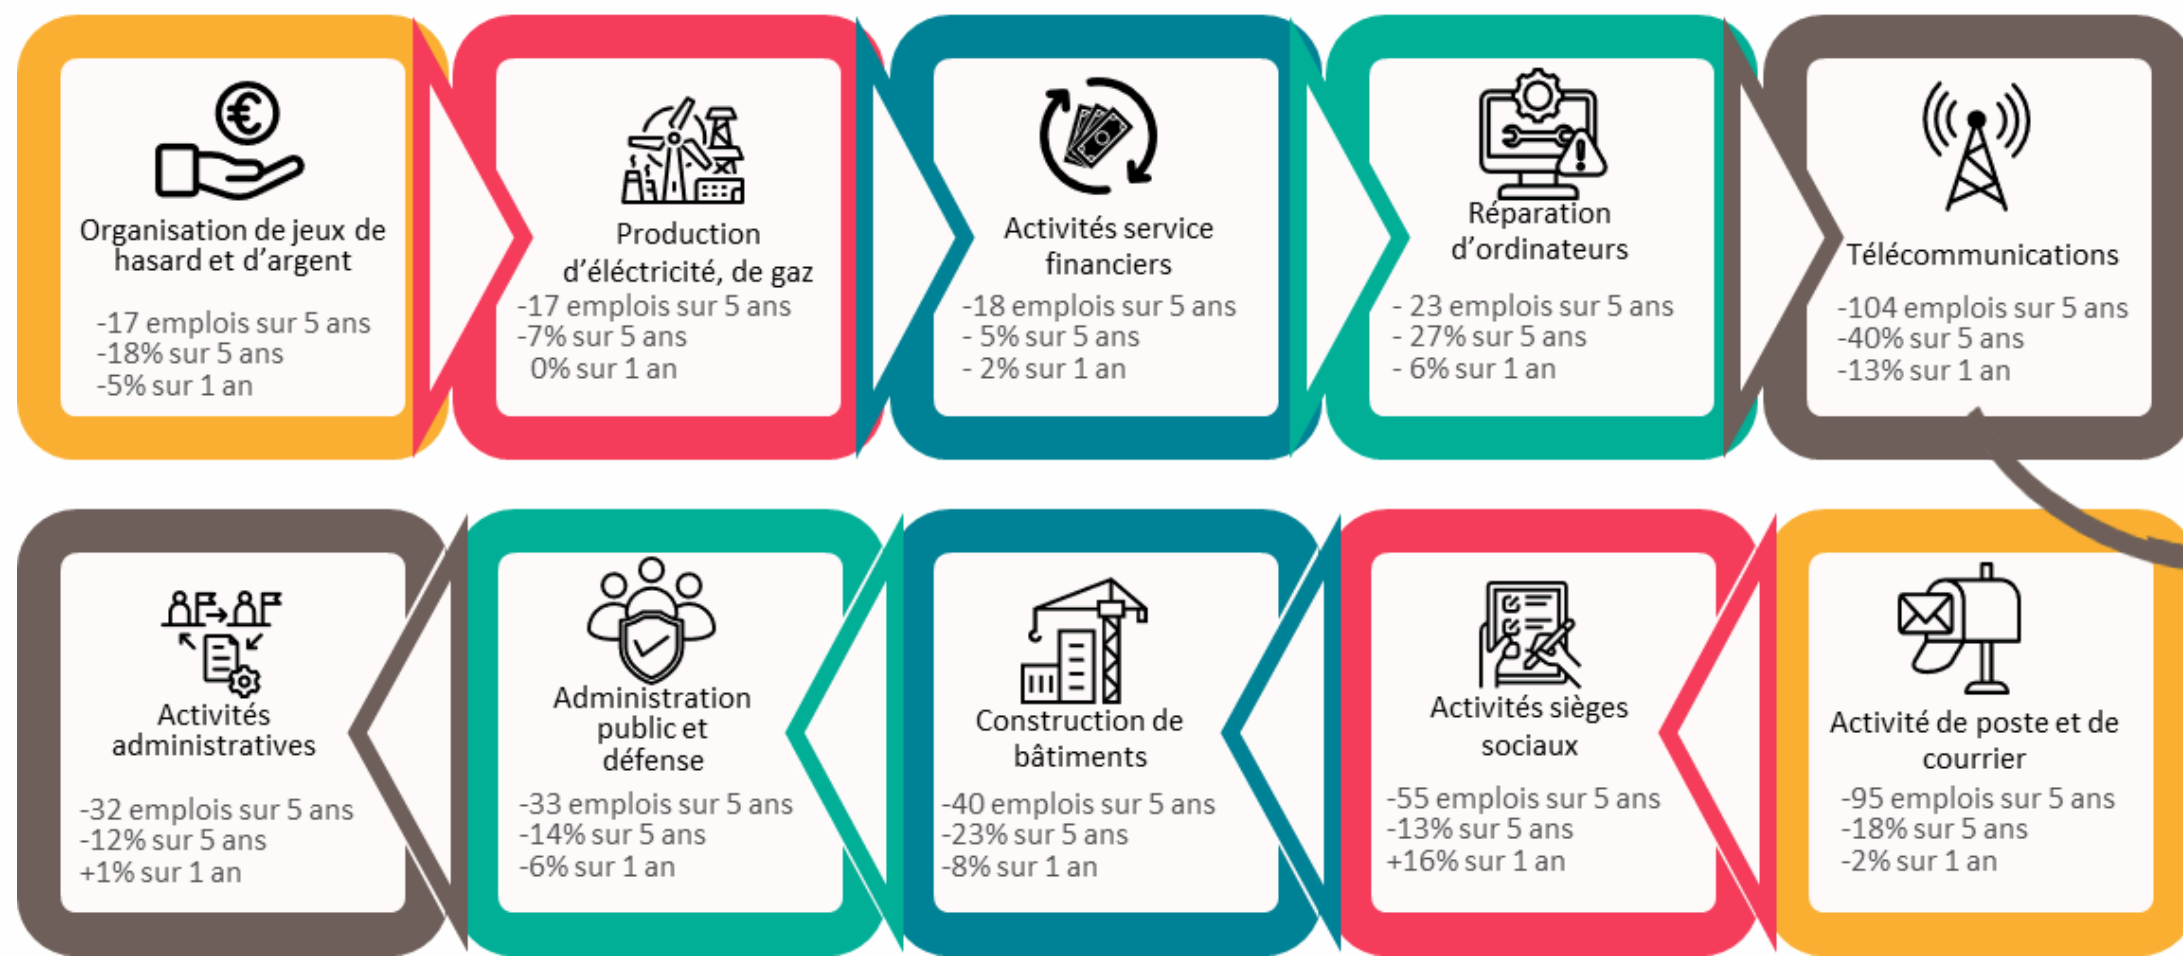 Organisation de jeux de
hasard et d'argent
-17 emplois sur 5 ans
-18% sur 5 ans
-5% sur 1 an
Production
d'éléctricité, de gaz
-17 emplois sur 5 ans
-7% sur 5 ans
0% sur 1 an
Activités service
financiers
-18 emplois sur 5 ans
- 5% sur 5 ans
- 2% sur 1 an
Réparation
d'ordinateurs
- 23 emplois sur 5 ans
- 27% sur 5 ans
- 6% sur 1 an
Télécommunications
-104 emplois sur 5 ans
-40% sur 5 ans
-13% sur 1 an
Activités
administratives
-32 emplois sur 5 ans
-12% sur 5 ans
+1% sur 1 an
Administration
public et
défense
-33 emplois sur 5 ans
-14% sur 5 ans
-6% sur 1 an
Construction de
bâtiments
-40 emplois sur 5 ans
-23% sur 5 ans
-8% sur 1 an
Activités sièges
sociaux
-55 emplois sur 5 ans
-13% sur 5 ans
+16% sur 1 an
Activité de poste et de
courrier
-95 emplois sur 5 ans
-18% sur 5 ans
-2% sur 1 an